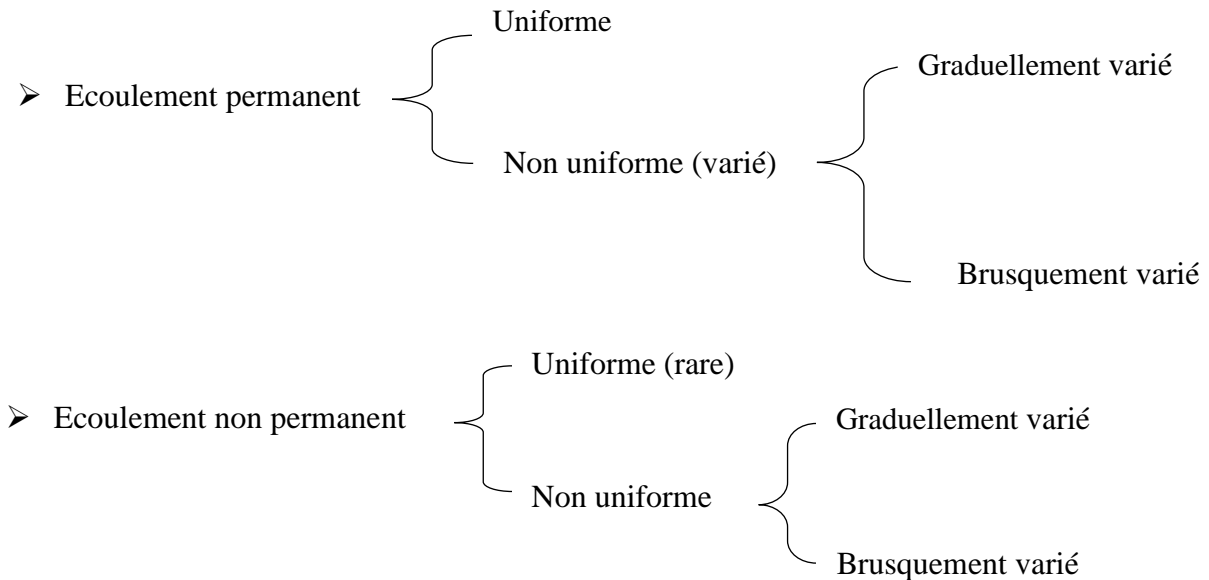 Uniforme
Graduellement varié
➢ Ecoulement permanent
Non uniforme (varié)
Brusquement varié
Uniforme (rare)
➢ Ecoulement non permanent
Graduellement varié
Non uniforme
Brusquement varié